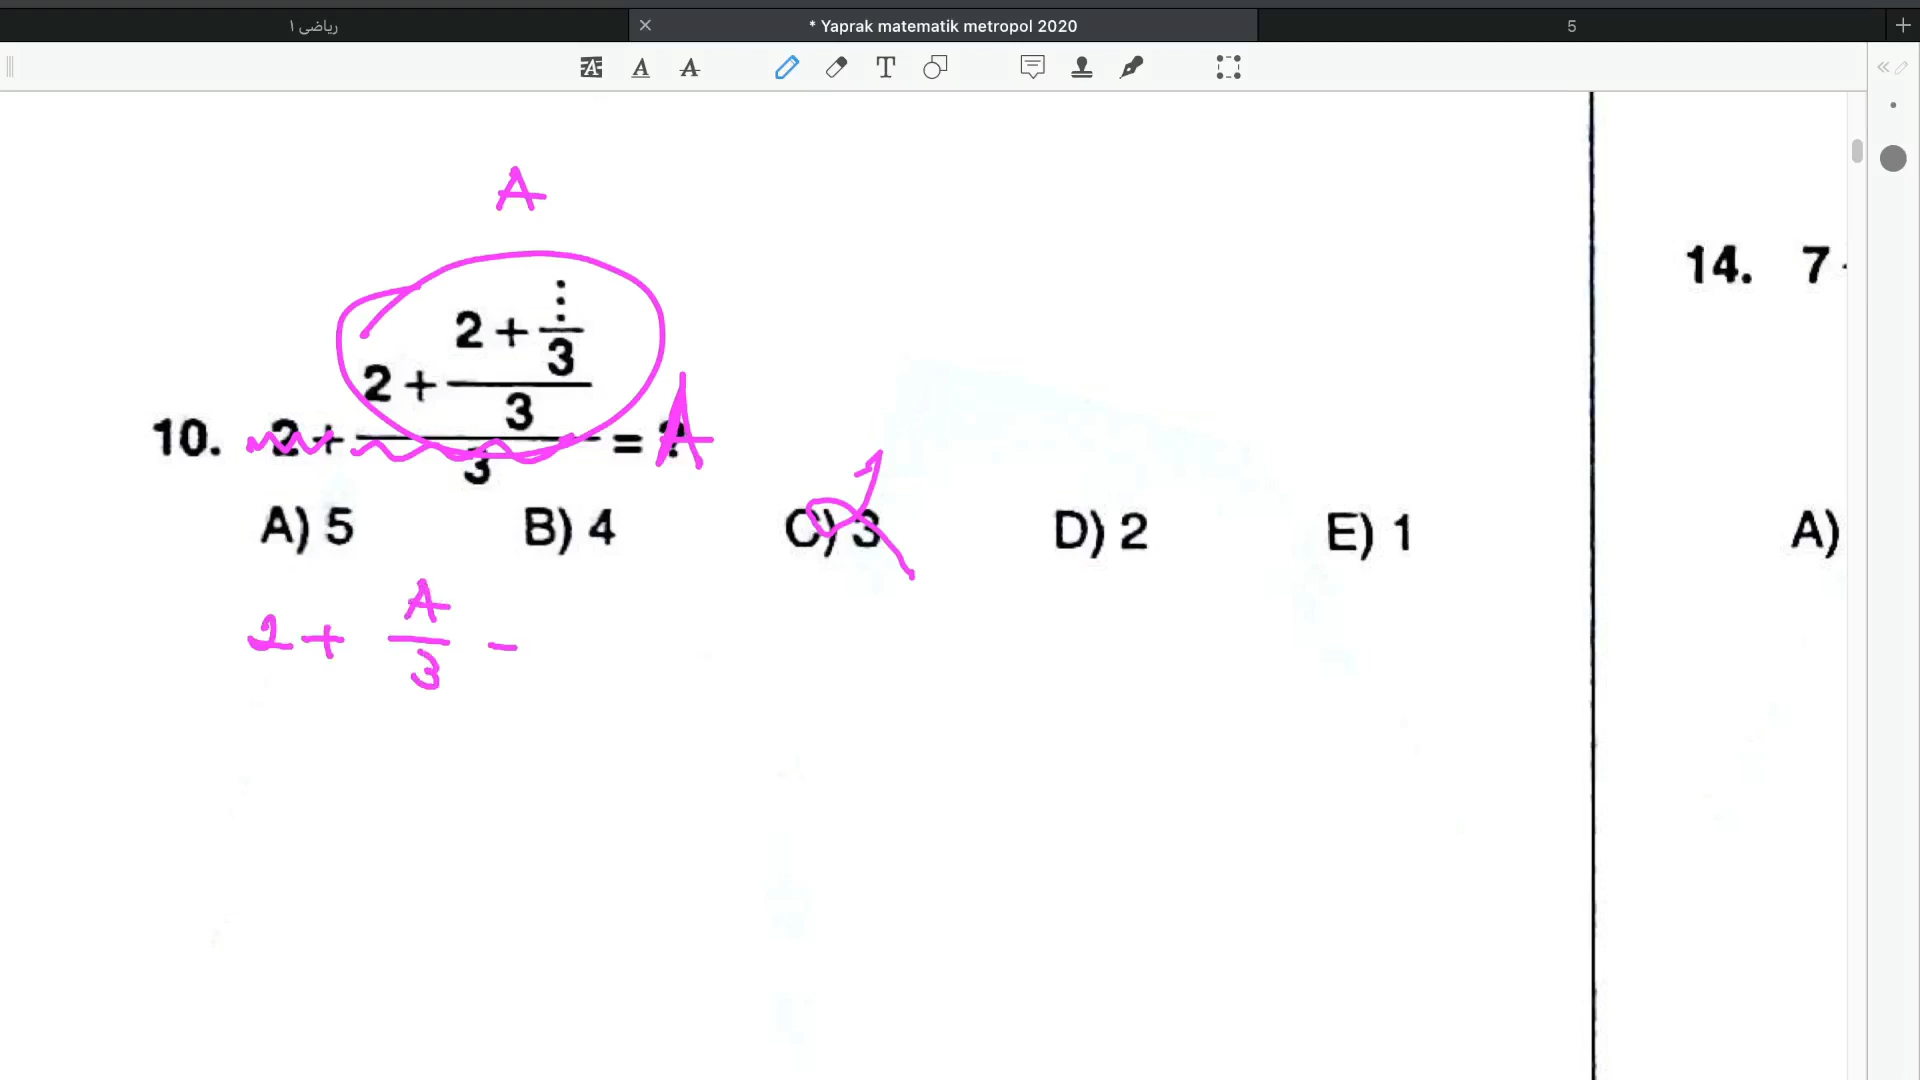 ریاضی ۱
* Yaprak matematik metropol 2020
5
A
14. 7
2 + ⋮/3
2 + 3
10. 2 + 3 = A
A) 5 B) 4 C) 3 D) 2 E) 1
A)
2 + A/3 -